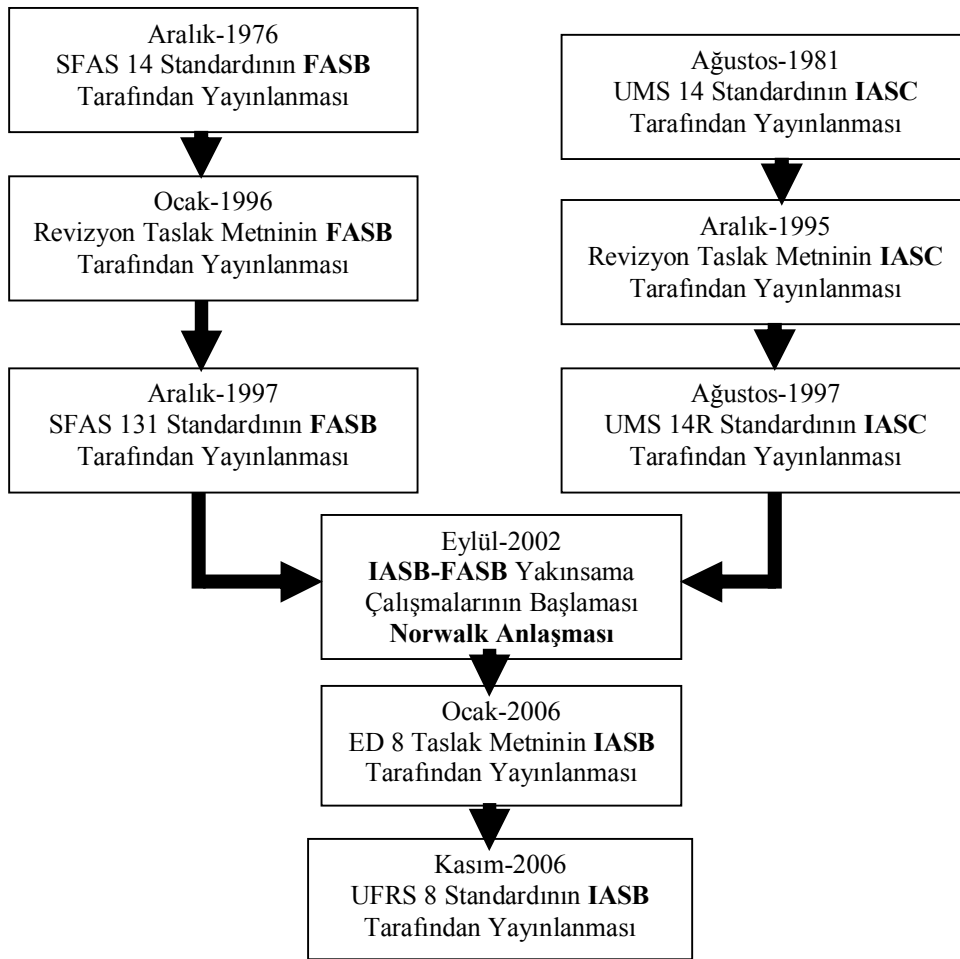 Aralık-1976
SFAS 14 Standardının FASB
Tarafından Yayınlanması
Ocak-1996
Revizyon Taslak Metninin FASB
Tarafından Yayınlanması
Aralık-1997
SFAS 131 Standardının FASB
Tarafından Yayınlanması
Ağustos-1981
UMS 14 Standardının IASC
Tarafından Yayınlanması
Aralık-1995
Revizyon Taslak Metninin IASC
Tarafından Yayınlanması
Ağustos-1997
UMS 14R Standardının IASC
Tarafından Yayınlanması
Eylül-2002
IASB-FASB Yakınsama
Çalışmalarının Başlaması
Norwalk Anlaşması
Ocak-2006
ED 8 Taslak Metninin IASB
Tarafından Yayınlanması
Kasım-2006
UFRS 8 Standardının IASB
Tarafından Yayınlanması